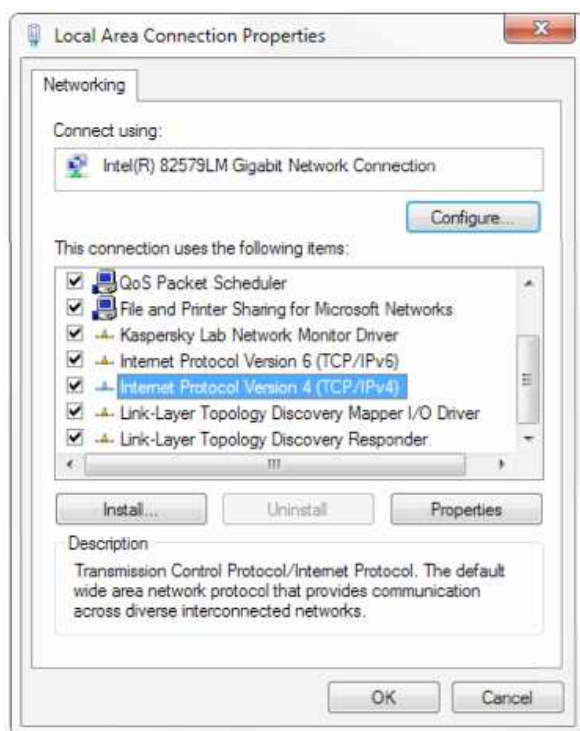 Local Area Connection Properties
Networking
Connect using:
Intel(R) 82579LM Gigabit Network Connection
Configure...
This connection uses the following items:
QoS Packet Scheduler
File and Printer Sharing for Microsoft Networks
Kaspersky Lab Network Monitor Driver
Internet Protocol Version 6 (TCP/IPv6)
Internet Protocol Version 4 (TCP/IPv4)
Link-Layer Topology Discovery Mapper I/O Driver
Link-Layer Topology Discovery Responder
Install... Uninstall Properties
Description
Transmission Control Protocol/Internet Protocol. The default
wide area network protocol that provides communication
across diverse interconnected networks.
OK Cancel